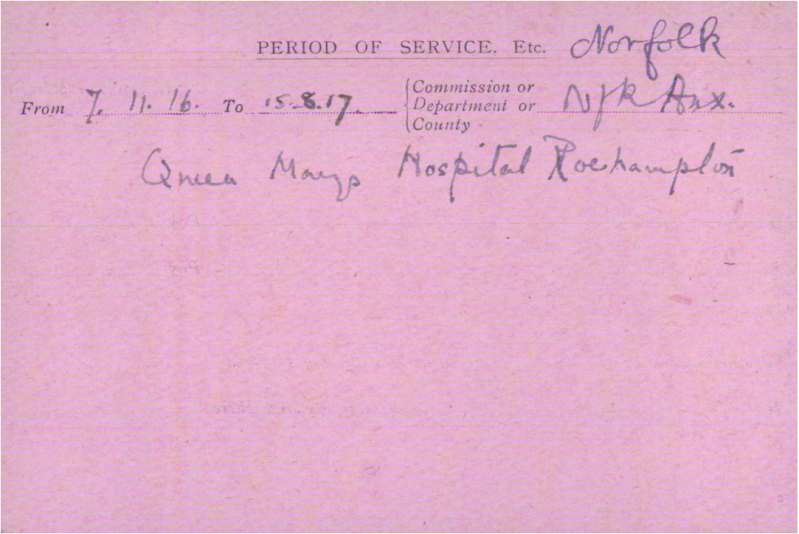 PERIOD OF SERVICE. Etc. Norfolk
From 7. 11. 16. To 15.8.17. Commission or Department or County Nfk Aux.
Queen Marys Hospital Roehampton